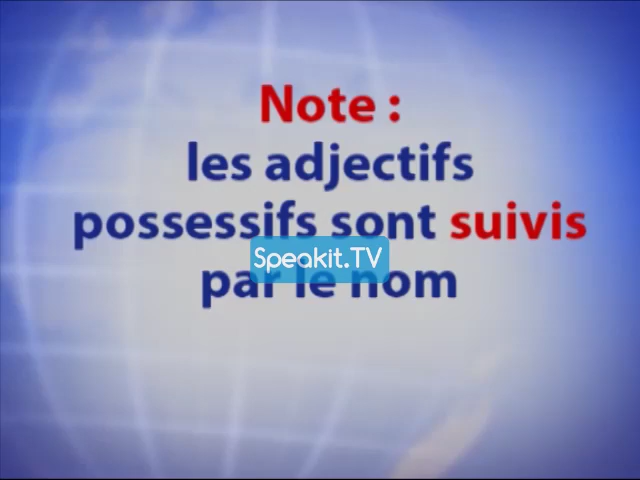 Note :
les adjectifs
possessifs sont suivis
Speakit.TV
par le nom